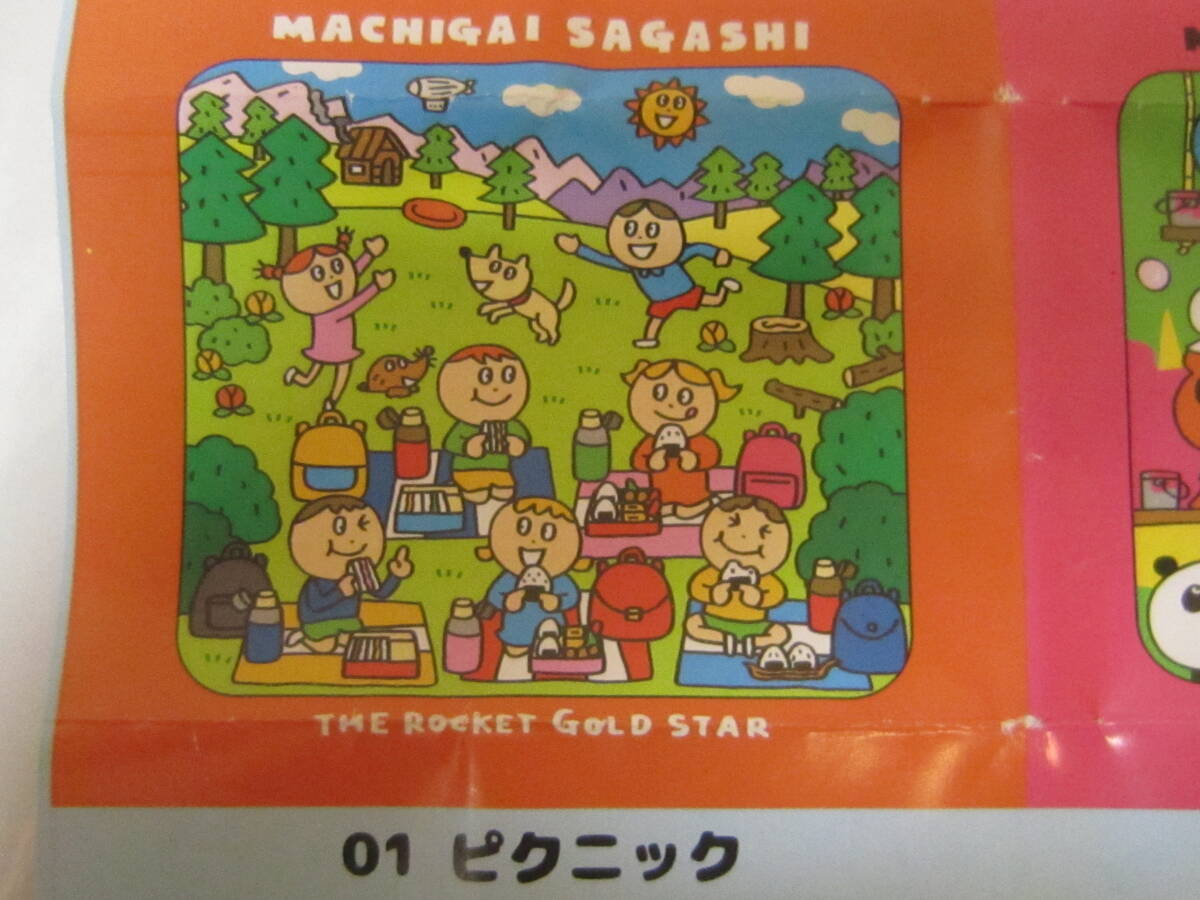 MACHIGAI SAGASHI
THE ROCKET GOLD STAR
01 ピクニック